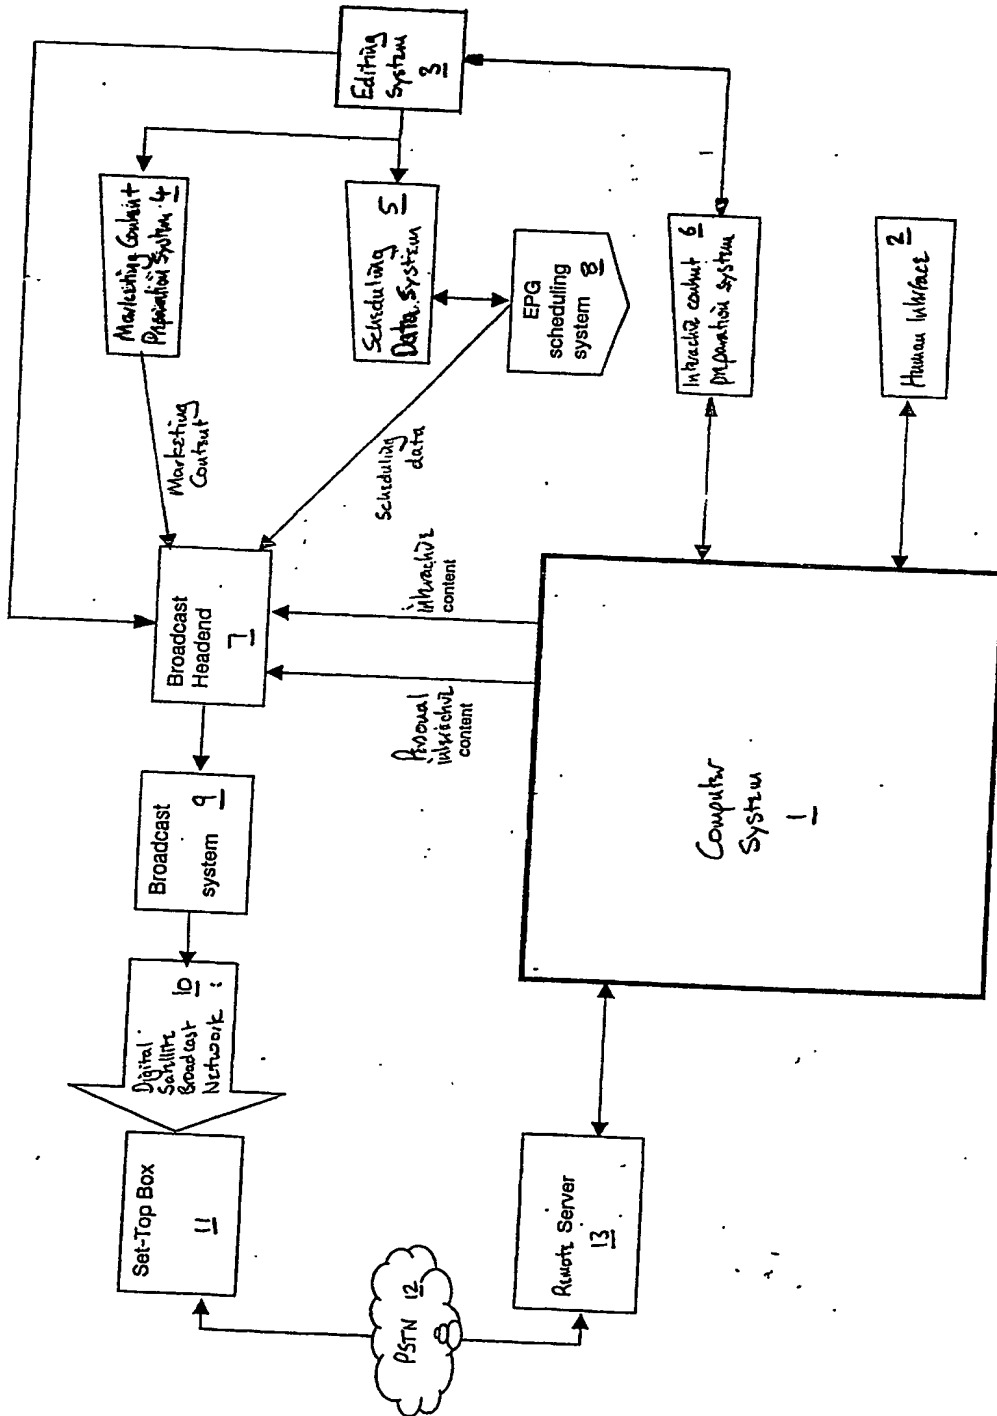 Set-Top Box
11
Digital
Satellite
Broadcast 10
Network :
Broadcast
system 9
Broadcast
Headend
7
Marketing
Content
Marketing Content
Preparation System 4
Editing
System
3
Scheduling
Data System 5
Scheduling
data
EPG
scheduling
system 8
Personal
interactive
content
interactive
content
PSTN 12
Remote Server
13
Computer
System
1
Interactive content 6
preparation system
Human Interface 2